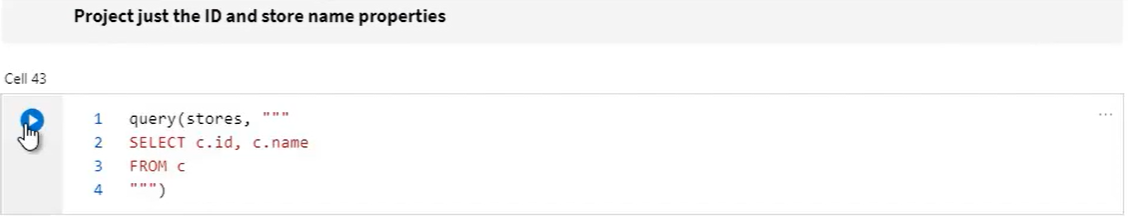 Project just the ID and store name properties
Cell 43
1 query(stores, """
2 SELECT c.id, c.name
3 FROM c
4 """)
...